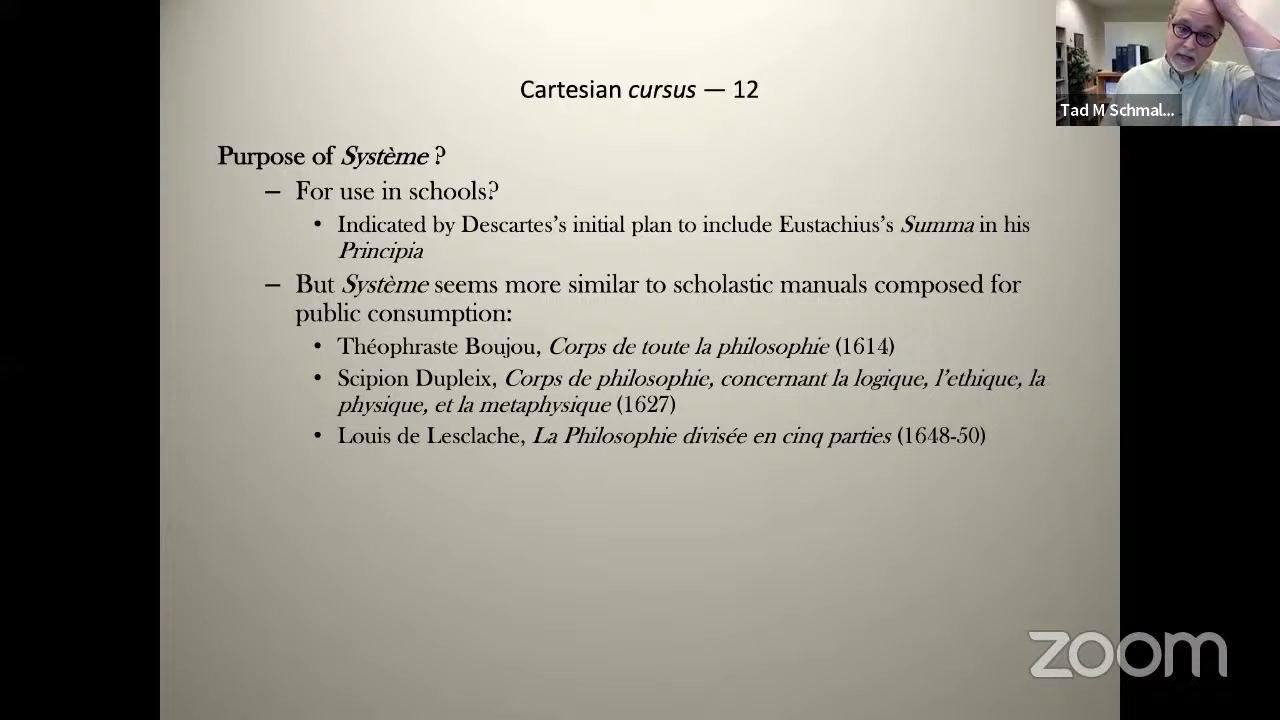 Cartesian cursus — 12
Tad M Schmal...
Purpose of Système ?
– For use in schools?
• Indicated by Descartes's initial plan to include Eustachius's Summa in his
Principia
– But Système seems more similar to scholastic manuals composed for
public consumption:
• Théophraste Boujou, Corps de toute la philosophie (1614)
• Scipion Dupleix, Corps de philosophie, concernant la logique, l'ethique, la
physique, et la metaphysique (1627)
• Louis de Lesclache, La Philosophie divisée en cinq parties (1648-50)
zoom